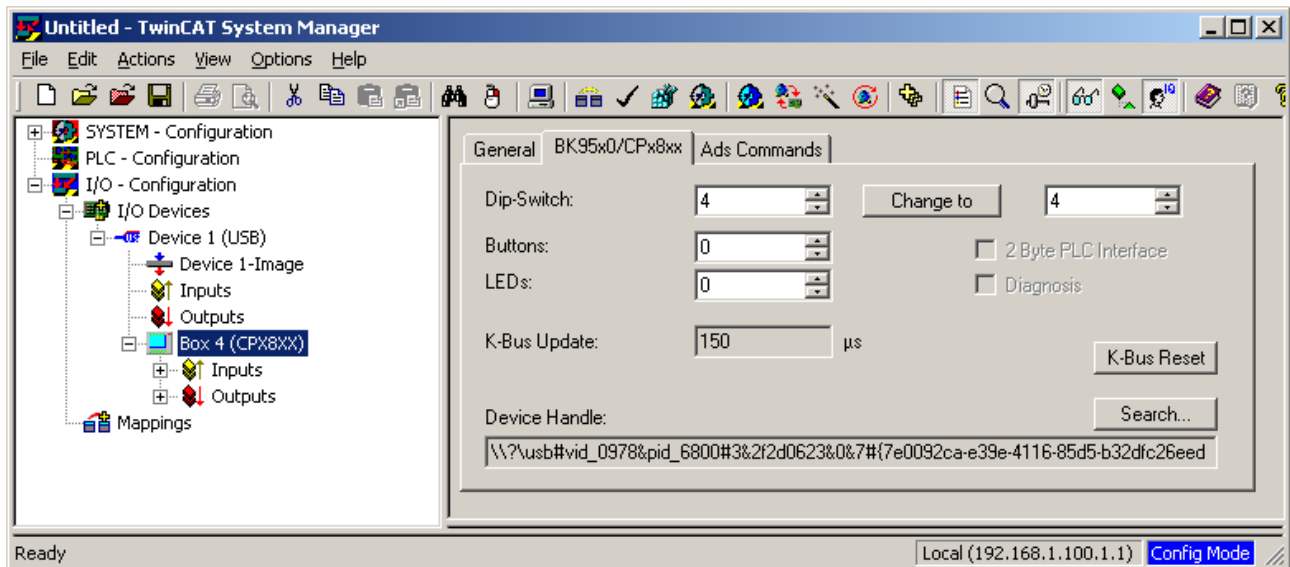 Untitled - TwinCAT System Manager
File Edit Actions View Options Help
SYSTEM - Configuration
PLC - Configuration
I/O - Configuration
I/O Devices
Device 1 (USB)
Device 1-Image
Inputs
Outputs
Box 4 (CPX8XX)
Inputs
Outputs
Mappings
General BK95x0/CPx8xx Ads Commands
Dip-Switch: 4 Change to 4
Buttons: 0 2 Byte PLC Interface
LEDs: 0 Diagnosis
K-Bus Update: 150 µs
K-Bus Reset
Device Handle: Search...
\\?\usb#vid_0978&pid_6800#3&2f2d0623&0&7#{7e0092ca-e39e-4116-85d5-b32dfc26eed
Ready Local (192.168.1.100.1.1) Config Mode